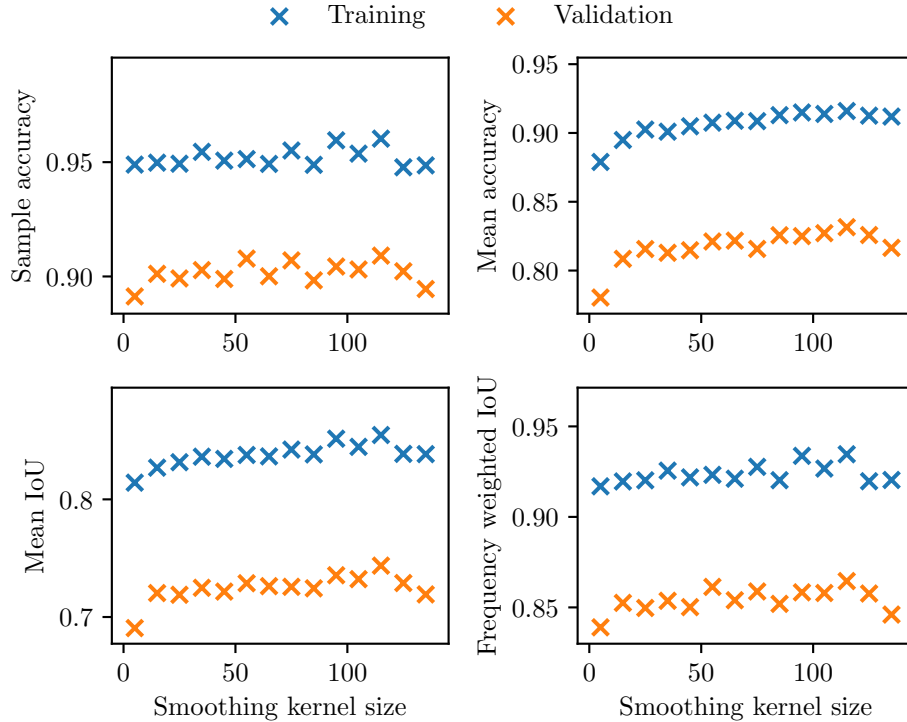 Training Validation
Sample accuracy
0.95
0.90
0 50 100
Mean accuracy
0.95
0.90
0.85
0.80
0 50 100
Mean IoU
0.8
0.7
0 50 100
Smoothing kernel size
Frequency weighted IoU
0.95
0.90
0.85
0 50 100
Smoothing kernel size